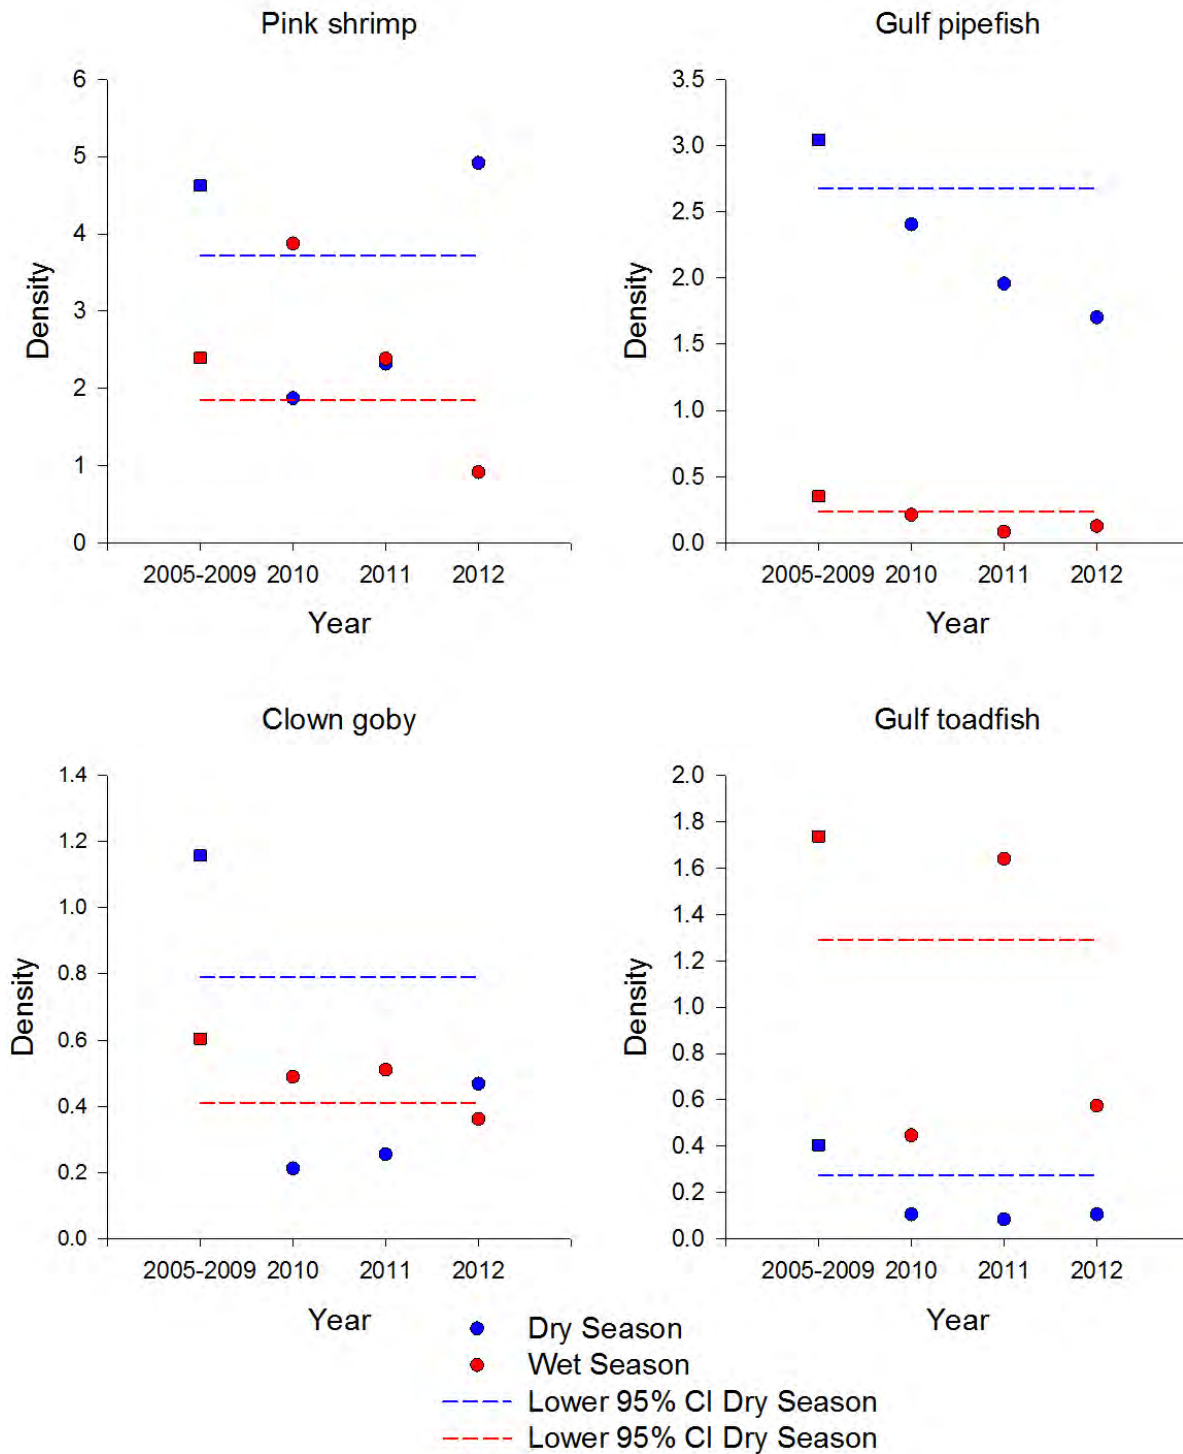 Pink shrimp
6
5
4
3
2
1
0
Density
2005-2009 2010 2011 2012
Year
Gulf pipefish
3.5
3.0
2.5
2.0
1.5
1.0
0.5
0.0
Density
2005-2009 2010 2011 2012
Year
Clown goby
1.4
1.2
1.0
0.8
0.6
0.4
0.2
0.0
Density
2005-2009 2010 2011 2012
Year
Gulf toadfish
2.0
1.8
1.6
1.4
1.2
1.0
0.8
0.6
0.4
0.2
0.0
Density
2005-2009 2010 2011 2012
Year
Dry Season
Wet Season
Lower 95% CI Dry Season
Lower 95% CI Dry Season